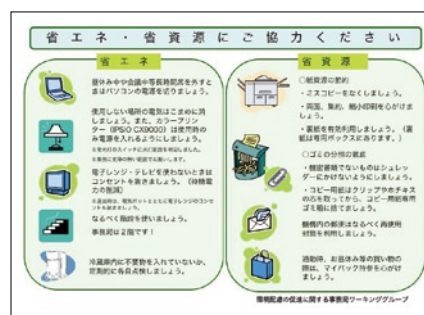 省エネ・省資源にご協力ください
省エネ
昼休み中や会議中等長時間席を外すと
きはパソコンの電源を切りましょう。
使用しない場所の電気はこまめに消
しましょう。また、カラープリン
ター（IPSiO CX9000）は使用時の
み電源を入れるようにしましょう。
電子レンジ・テレビを使わないときは
コンセントを抜きましょう。（待機電
力の削減）
なるべく階段を使いましょう。
事務局は2階です！
冷蔵庫内に不要物を入れていないか、
定期的に各自点検しましょう。
省資源
○紙資源の節約
・ミスコピーをなくしましょう。
・両面、集約、縮小印刷を心がけま
しょう。
・裏紙を有効利用しましょう。（裏
紙は専用ボックスにあります。）
○ゴミの分別の徹底
・機密書類でないものはシュレッ
ダーにかけないようにしましょう。
・コピー用紙はクリップやホチキス
の芯を取ってから、コピー用紙専用
ゴミ箱に捨てましょう。
機構内の郵便はなるべく再使用
封筒を利用しましょう。
通勤時、お昼休み等の買い物の
際は、マイバック持参を心がけ
ましょう。
環境配慮の促進に関する事務局ワーキンググループ